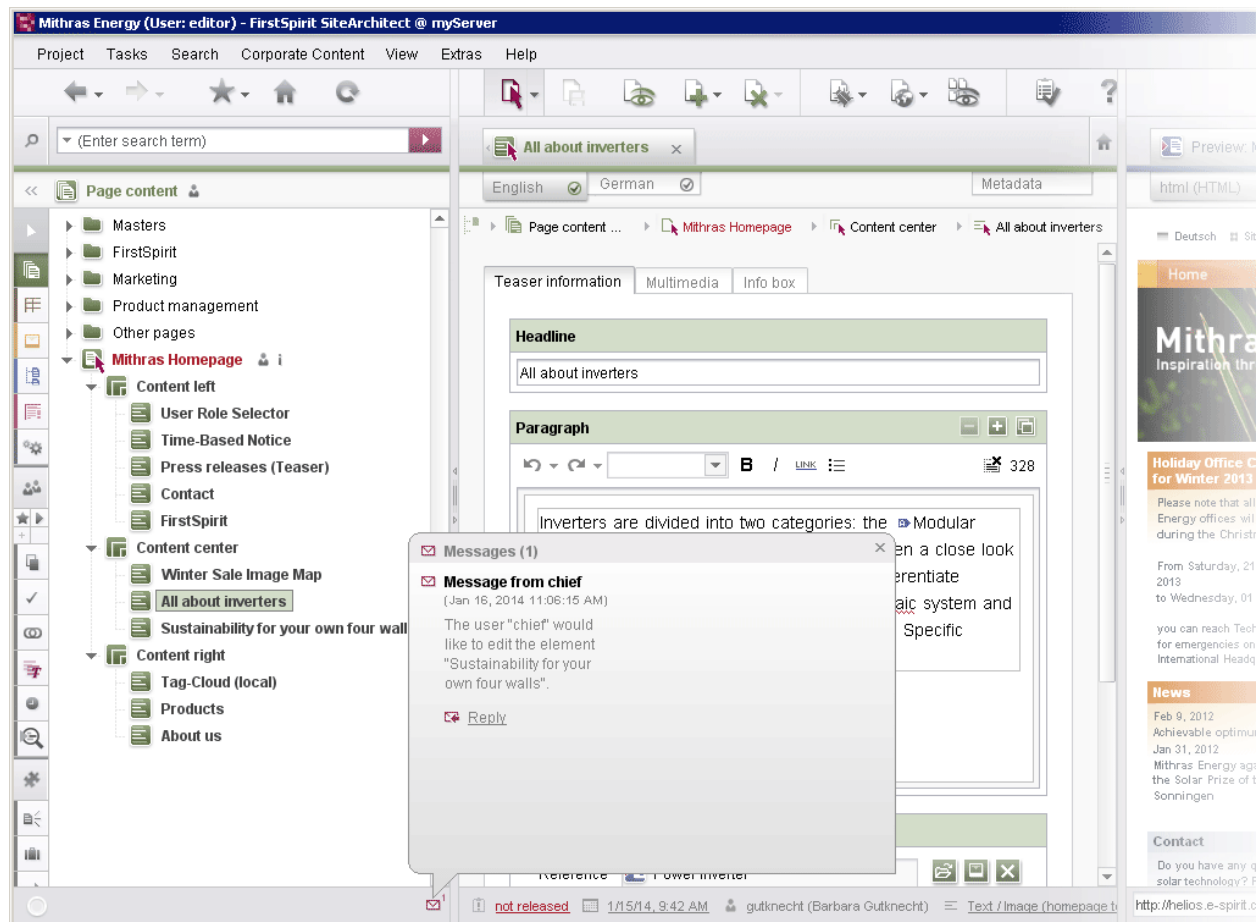 Mithras Energy (User: editor) - FirstSpirit SiteArchitect @ myServer
Project Tasks Search Corporate Content View Extras Help
(Enter search term)
Page content
Masters
FirstSpirit
Marketing
Product management
Other pages
Mithras Homepage i
Content left
User Role Selector
Time-Based Notice
Press releases (Teaser)
Contact
FirstSpirit
Content center
Winter Sale Image Map
All about inverters
Sustainability for your own four wall
Content right
Tag-Cloud (local)
Products
About us
All about inverters
English German Metadata
Page content ... Mithras Homepage Content center All about inverters
Teaser information Multimedia Info box
Headline
All about inverters
Paragraph
B I LINK 328
Inverters are divided into two categories: the Modular
en a close look
erentiate
aic system and
Specific
Messages (1)
Message from chief
(Jan 16, 2014 11:06:15 AM)
The user "chief" would
like to edit the element
"Sustainability for your
own four walls".
Reply
Reference Power Inverter
1
not released 1/15/14, 9:42 AM gutknecht (Barbara Gutknecht) Text / Image (homepage t
Preview:
html (HTML)
Deutsch Sit
Home
Mithra
Inspiration thr
Holiday Office C
for Winter 2013
Please note that all
Energy offices wil
during the Christ
From Saturday, 21
2013
to Wednesday, 01
you can reach Tech
for emergencies on
International Headq
News
Feb 9, 2012
Achievable optimu
Jan 31, 2012
Mithras Energy aga
the Solar Prize of t
Sonningen
Contact
Do you have any q
solar technology?
http://helios.e-spirit.